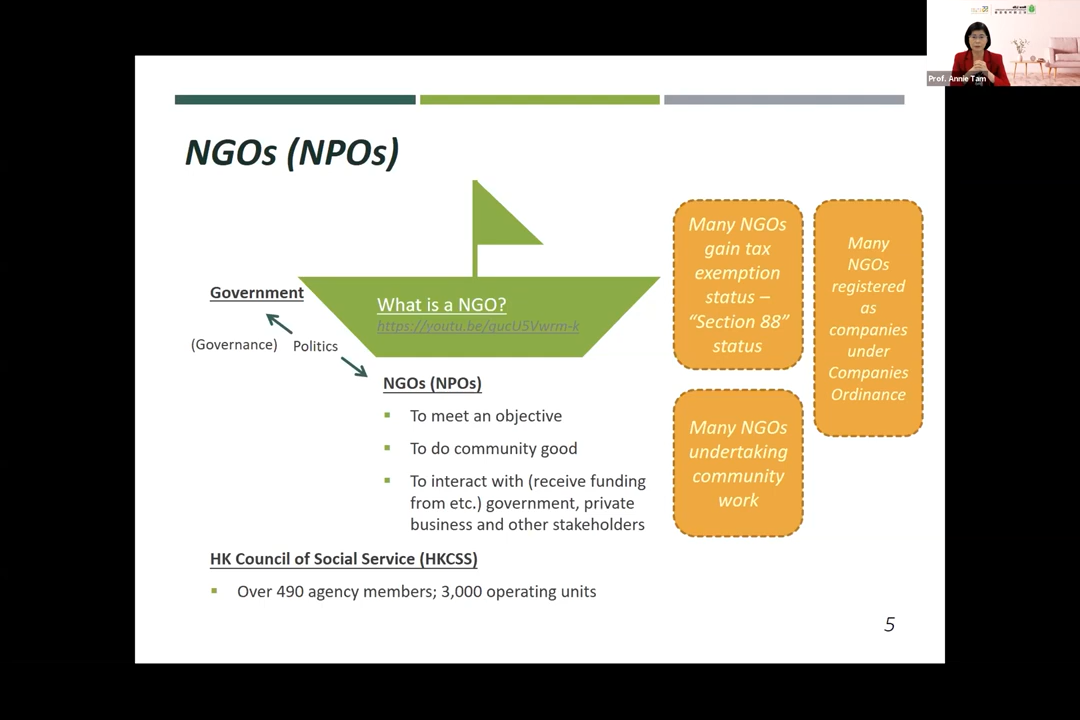 Prof. Annie Tam
NGOs (NPOs)
Government
(Governance)
Politics
What is a NGO?
NGOs (NPOs)
To meet an objective
To do community good
To interact with (receive funding
from etc.) government, private
business and other stakeholders
HK Council of Social Service (HKCSS)
Over 490 agency members; 3,000 operating units
Many NGOs
gain tax
exemption
status –
“Section 88”
status
Many NGOs
undertaking
community
work
Many
NGOs
registered
as
companies
under
Companies
Ordinance
5